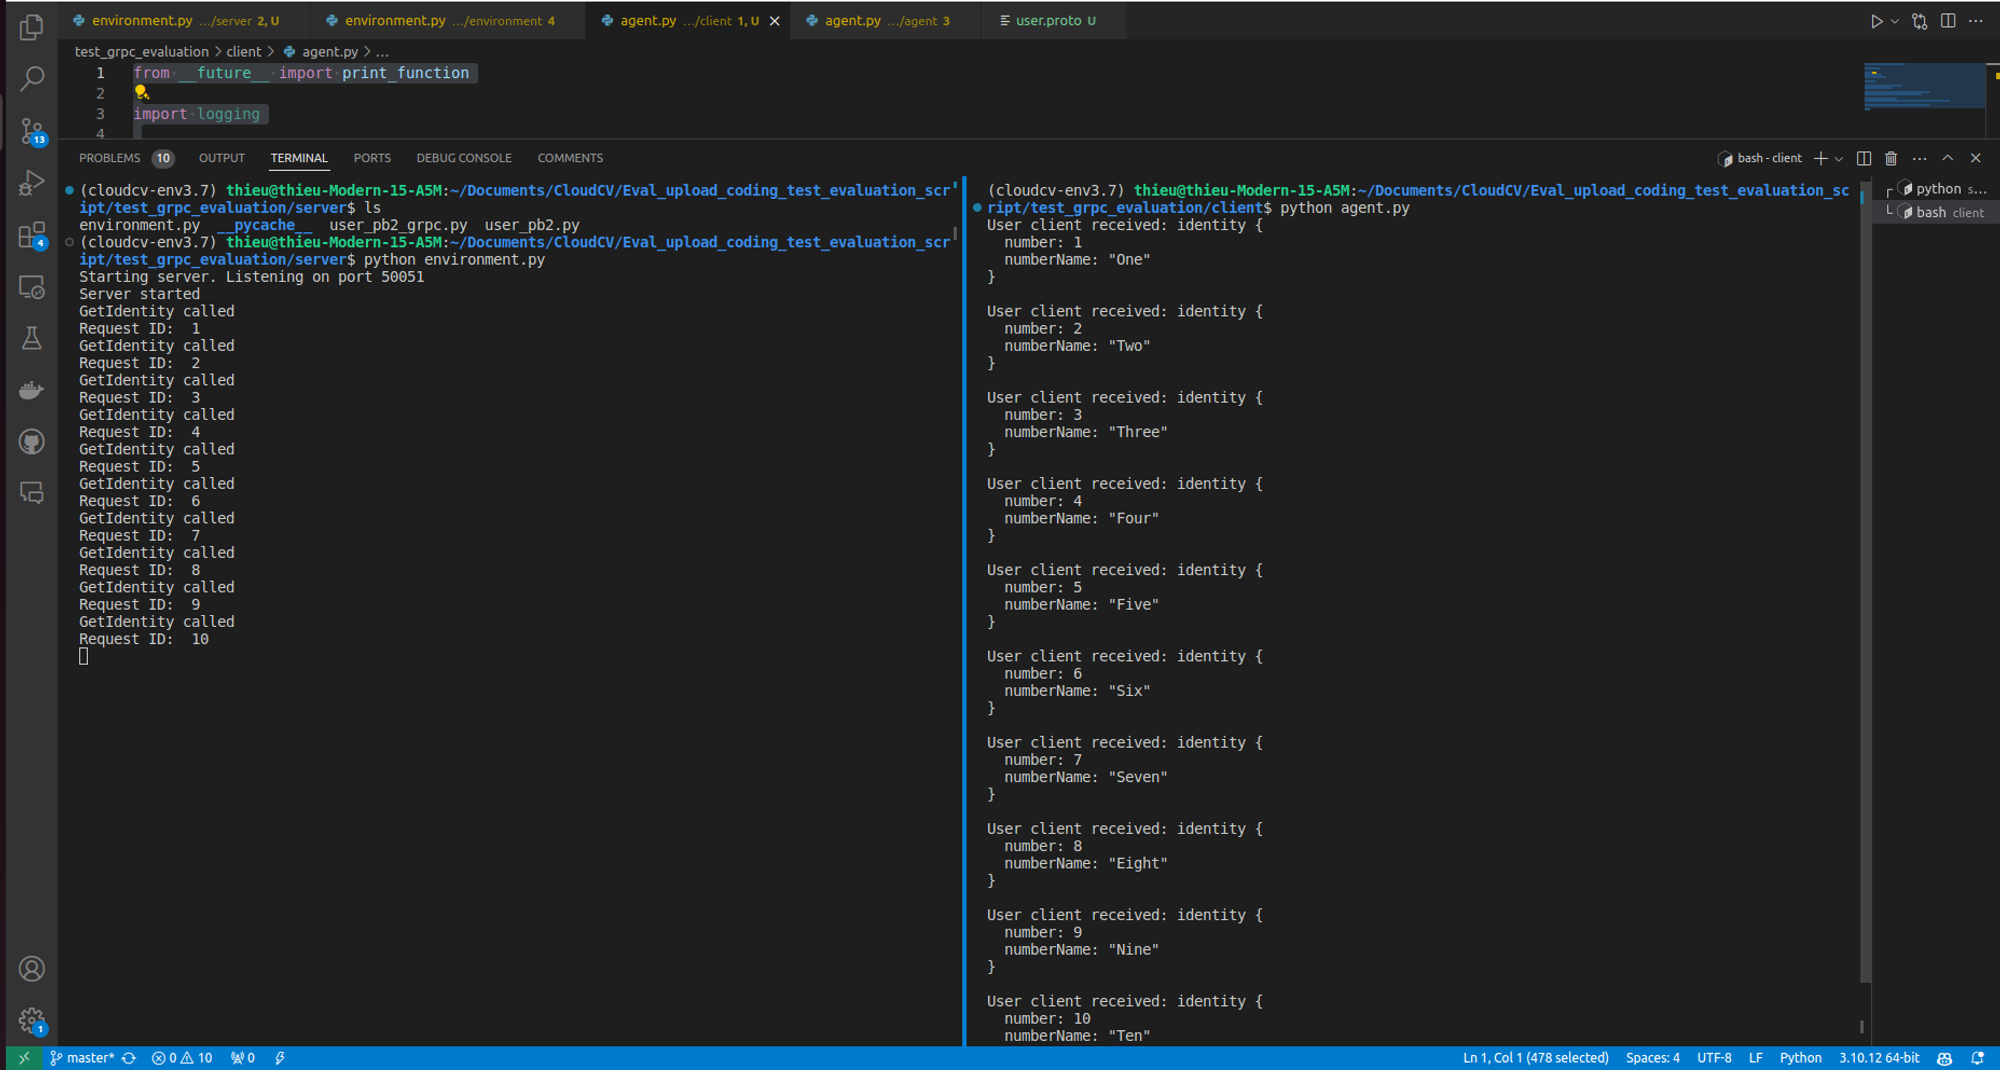 environment.py .../server 2, U
environment.py .../environment 4
agent.py .../client 1, U
agent.py .../agent 3
user.proto U
test_grpc_evaluation > client > agent.py > ...
1 from __future__ import print_function
2
3 import logging
4
13
4
1
PROBLEMS 10 OUTPUT TERMINAL PORTS DEBUG CONSOLE COMMENTS
bash - client
(cloudcv-env3.7) thieu@thieu-Modern-15-A5M:~/Documents/CloudCV/Eval_upload_coding_test_evaluation_scr
ipt/test_grpc_evaluation/server$ ls
environment.py __pycache__ user_pb2_grpc.py user_pb2.py
(cloudcv-env3.7) thieu@thieu-Modern-15-A5M:~/Documents/CloudCV/Eval_upload_coding_test_evaluation_scr
ipt/test_grpc_evaluation/server$ python environment.py
Starting server. Listening on port 50051
Server started
GetIdentity called
Request ID: 1
GetIdentity called
Request ID: 2
GetIdentity called
Request ID: 3
GetIdentity called
Request ID: 4
GetIdentity called
Request ID: 5
GetIdentity called
Request ID: 6
GetIdentity called
Request ID: 7
GetIdentity called
Request ID: 8
GetIdentity called
Request ID: 9
GetIdentity called
Request ID: 10
(cloudcv-env3.7) thieu@thieu-Modern-15-A5M:~/Documents/CloudCV/Eval_upload_coding_test_evaluation_sc
ript/test_grpc_evaluation/client$ python agent.py
User client received: identity {
number: 1
numberName: "One"
}
User client received: identity {
number: 2
numberName: "Two"
}
User client received: identity {
number: 3
numberName: "Three"
}
User client received: identity {
number: 4
numberName: "Four"
}
User client received: identity {
number: 5
numberName: "Five"
}
User client received: identity {
number: 6
numberName: "Six"
}
User client received: identity {
number: 7
numberName: "Seven"
}
User client received: identity {
number: 8
numberName: "Eight"
}
User client received: identity {
number: 9
numberName: "Nine"
}
User client received: identity {
number: 10
numberName: "Ten"
python s...
bash client
master* 0 10 0
Ln 1, Col 1 (478 selected) Spaces: 4 UTF-8 LF Python 3.10.12 64-bit